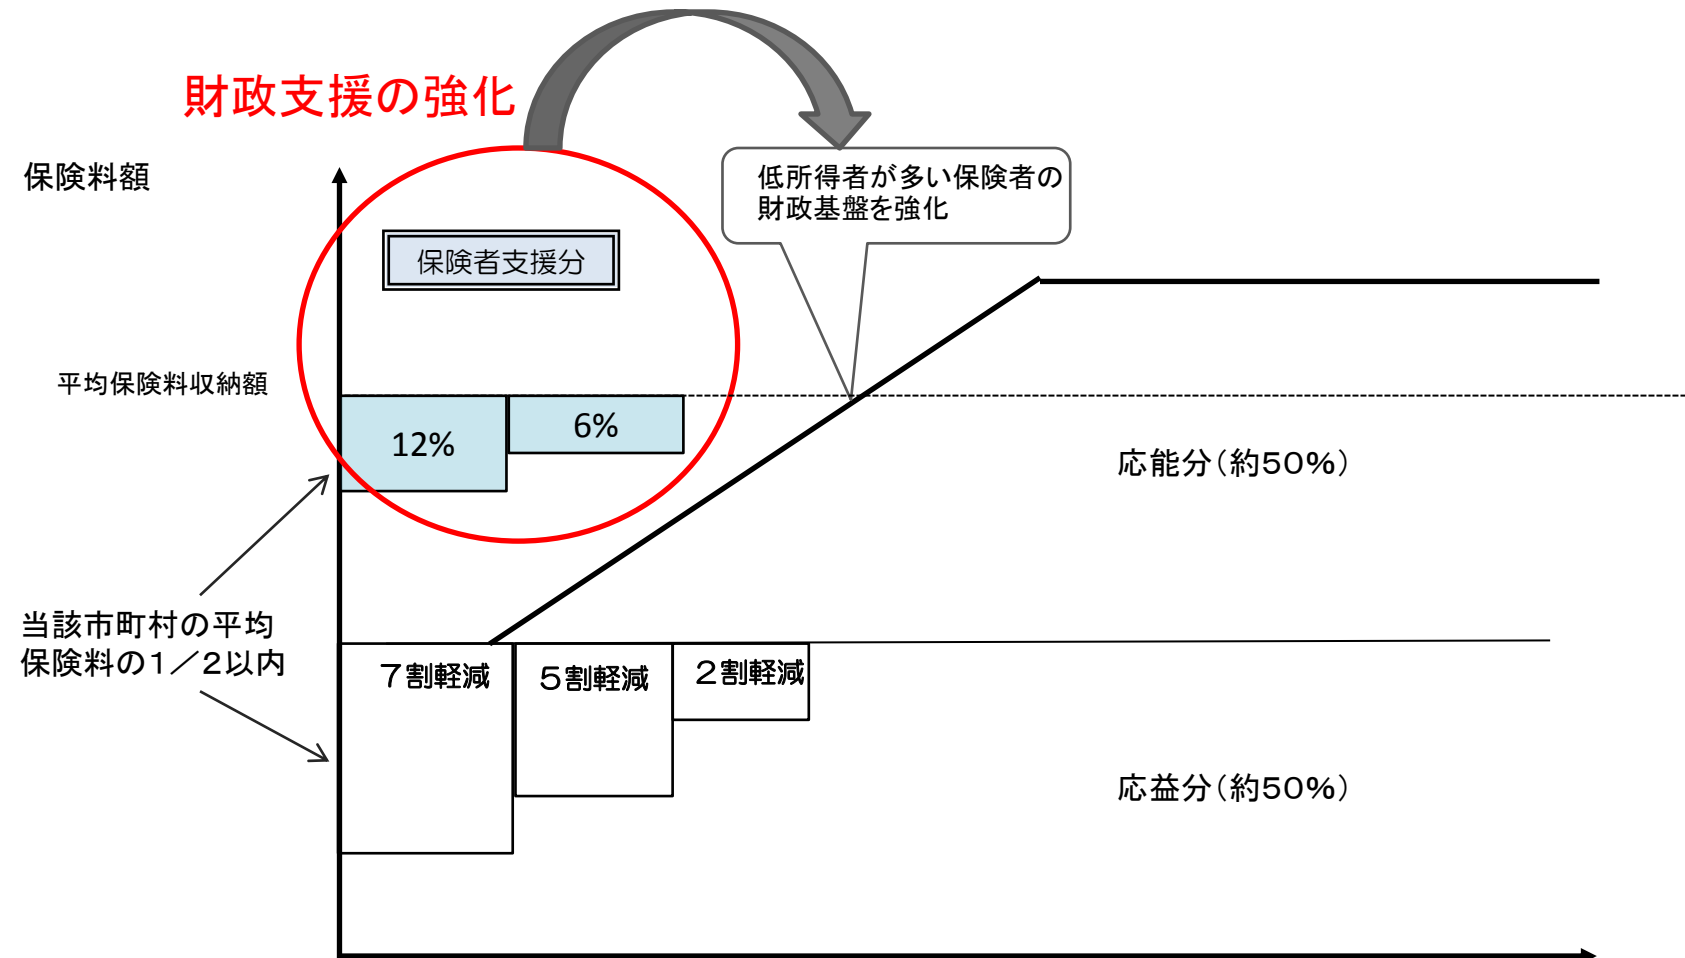 財政支援の強化
保険料額
低所得者が多い保険者の
財政基盤を強化
保険者支援分
平均保険料収納額
12%
6%
応能分(約50%)
当該市町村の平均
保険料の1/2以内
7割軽減
5割軽減
2割軽減
応益分(約50%)